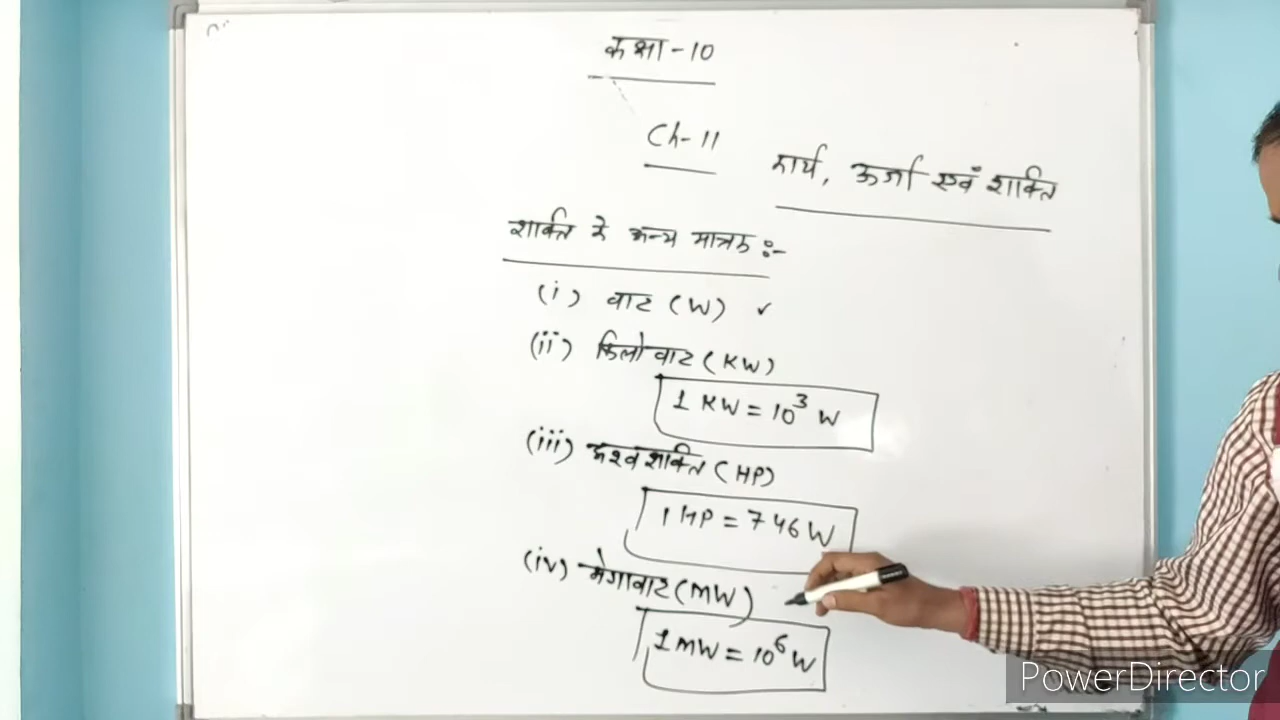 कक्षा-10
Ch-11
कार्य, ऊर्जा एवं शक्ति
शक्ति के अन्य मात्रक :-
(i) वाट (W) ✓
(ii) किलोवाट (KW)
1 KW = 10³ W
(iii) अश्वशक्ति (HP)
1 HP = 746 W
(iv) मेगावाट (MW)
1 MW = 10⁶ W
PowerDirector